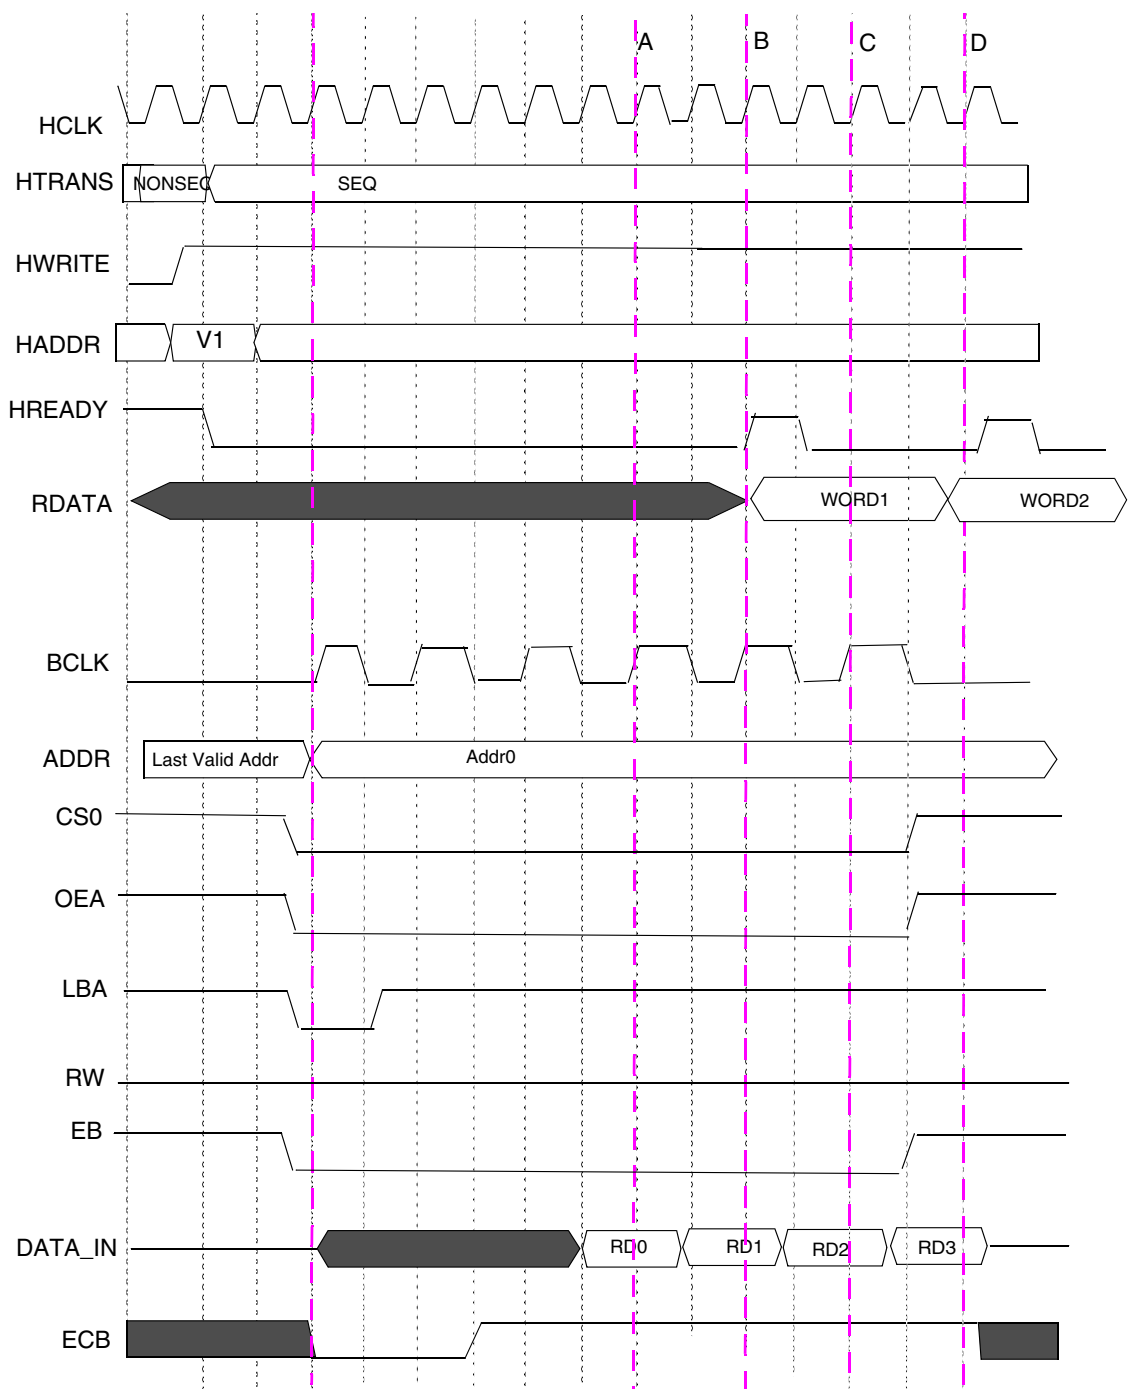 A B C D
HCLK
HTRANS NONSEQ SEQ
HWRITE
HADDR V1
HREADY
RDATA WORD1 WORD2
BCLK
ADDR Last Valid Addr Addr0
CS0
OEA
LBA
RW
EB
DATA_IN RD0 RD1 RD2 RD3
ECB